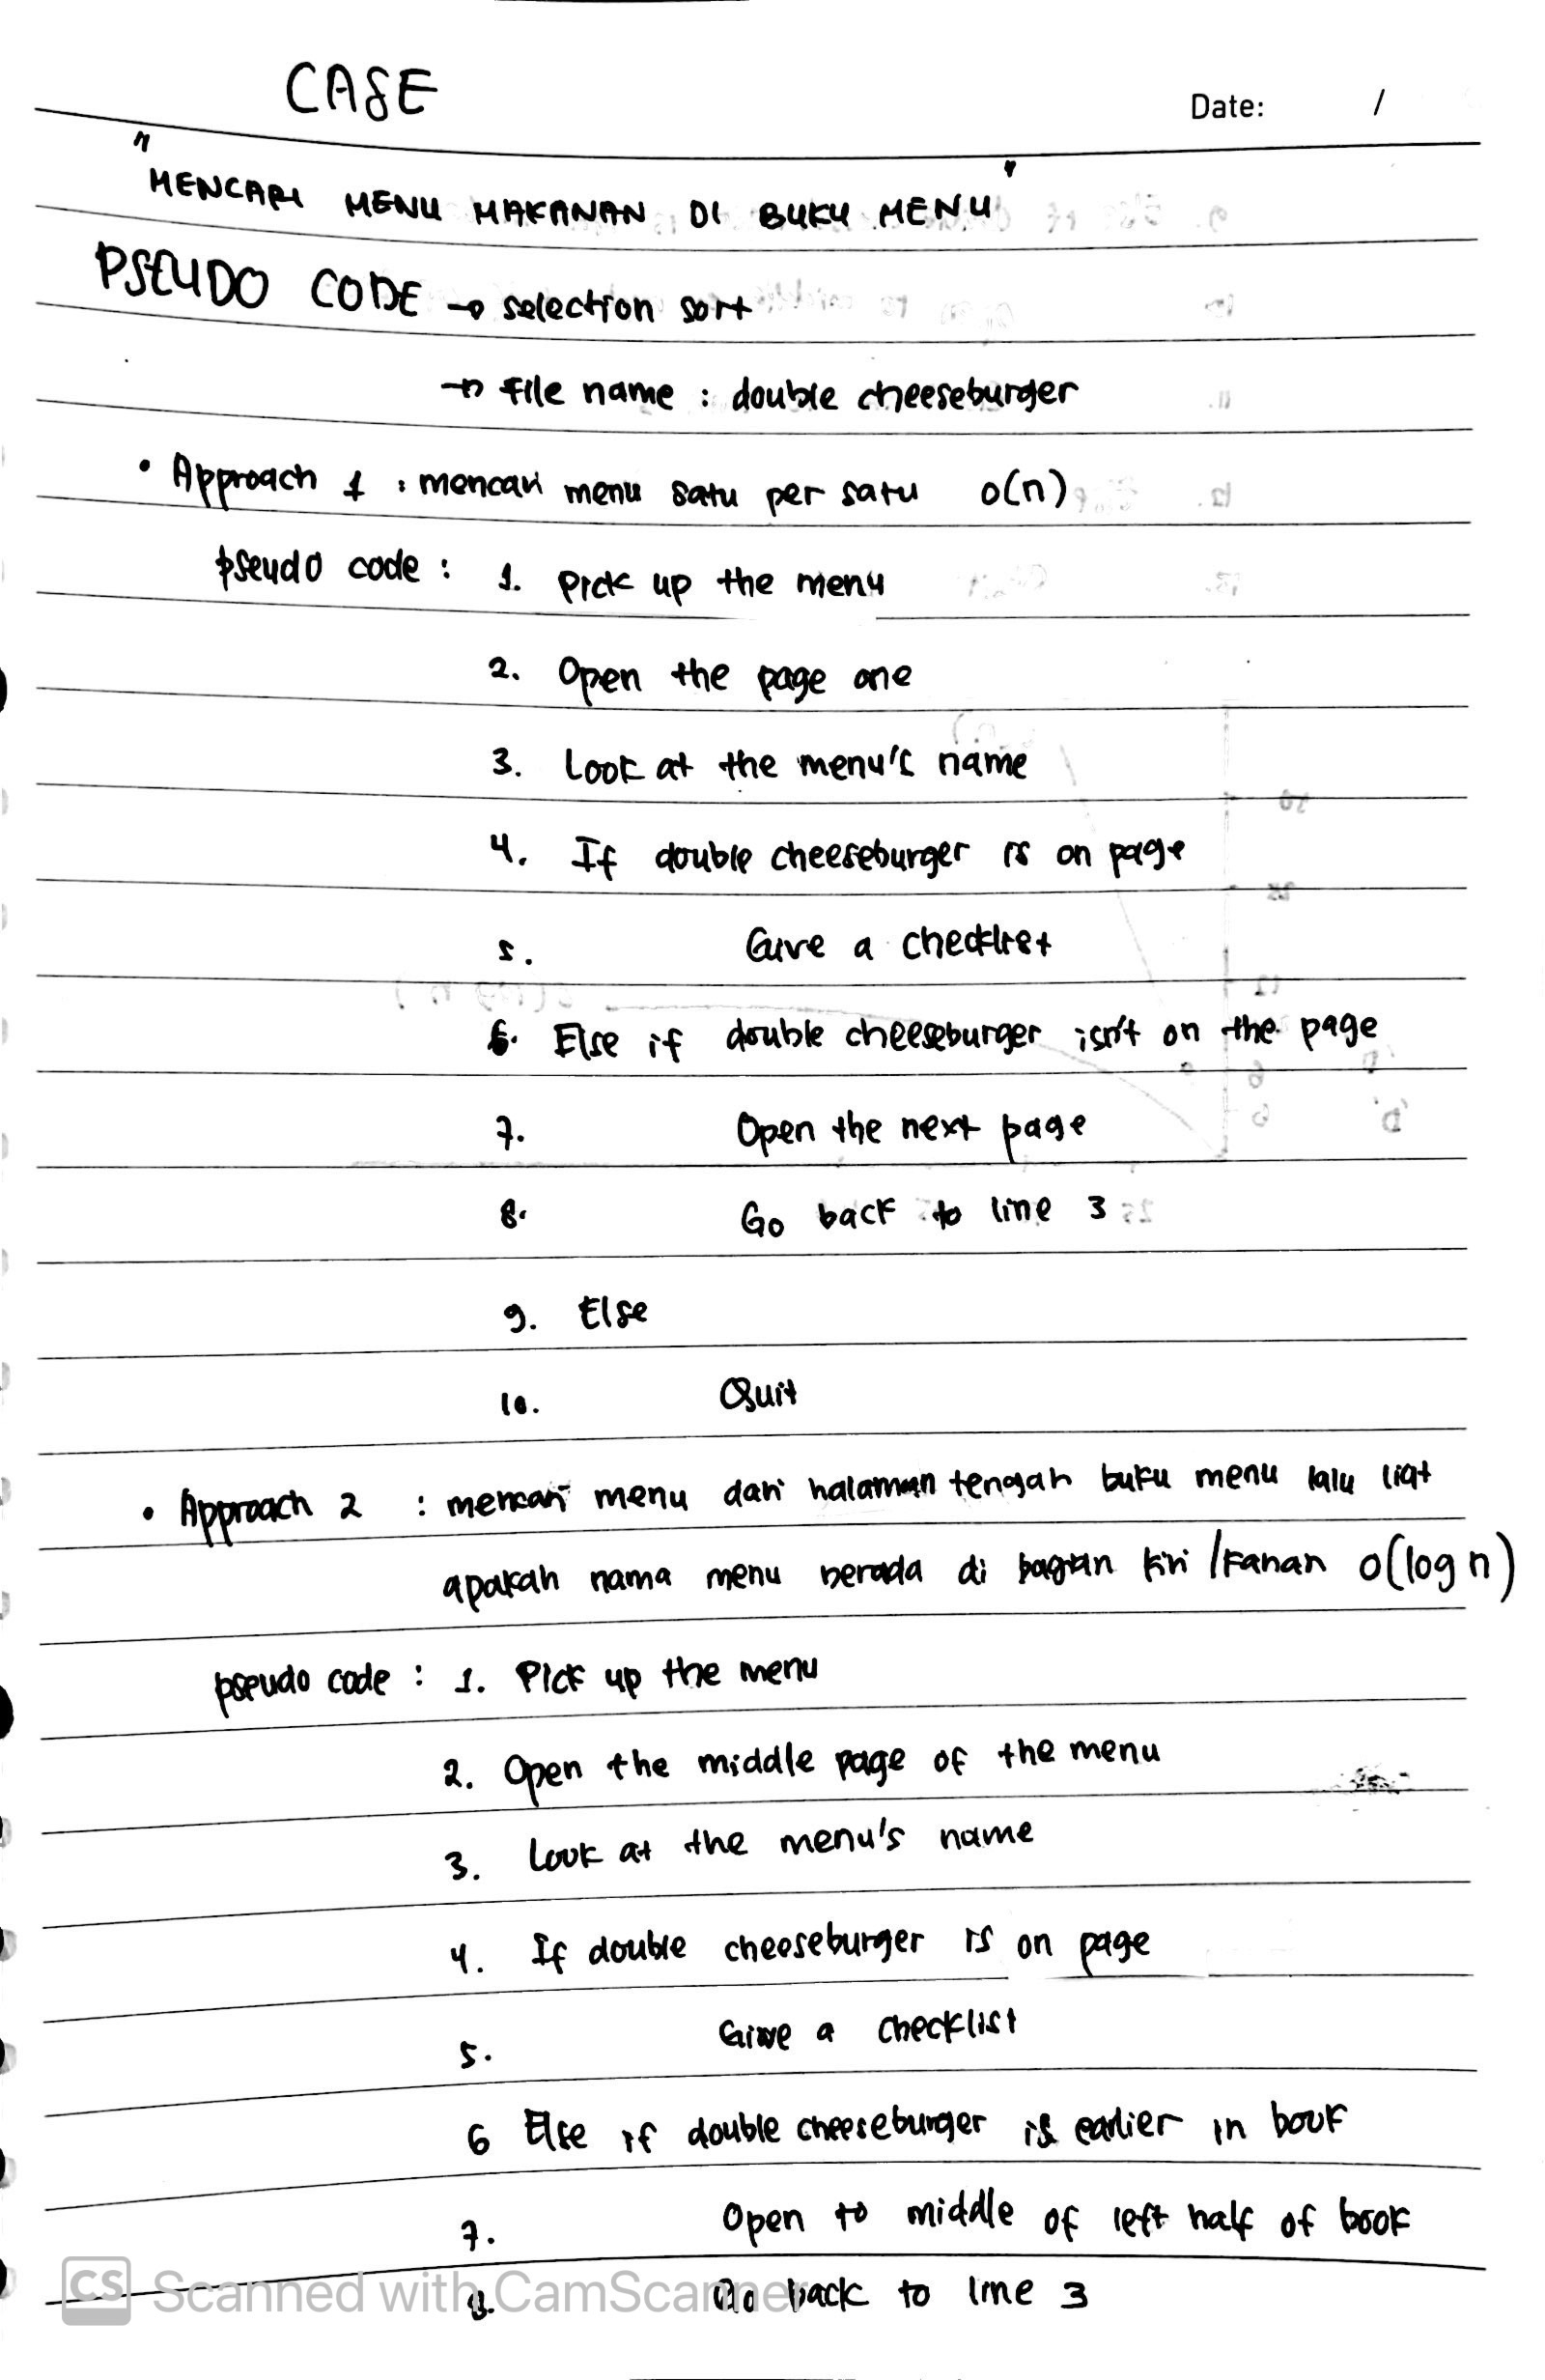 CASE
Date: /
"MENCARI MENU MAKANAN DI BUKU MENU"
PSEUDO CODE → selection sort
→ File name : double cheeseburger
• Approach 1 : mencari menu satu per satu o(n)
pseudo code : 1. Pick up the menu
2. Open the page one
3. Look at the menu's name
4. If double cheeseburger is on page
5. Give a checklist
6. Else if double cheeseburger isn't on the page
7. Open the next page
8. Go back to line 3
9. Else
10. Quit
• Approach 2 : mencari menu dari halaman tengah buku menu lalu liat
apakah nama menu berada di bagian kiri /kanan o(log n)
pseudo code : 1. Pick up the menu
2. Open the middle page of the menu
3. Look at the menu's name
4. If double cheeseburger is on page
5. Give a checklist
6 Else if double cheeseburger is earlier in book
7. Open to middle of left half of book
8. Go back to line 3
CS Scanned with CamScanner